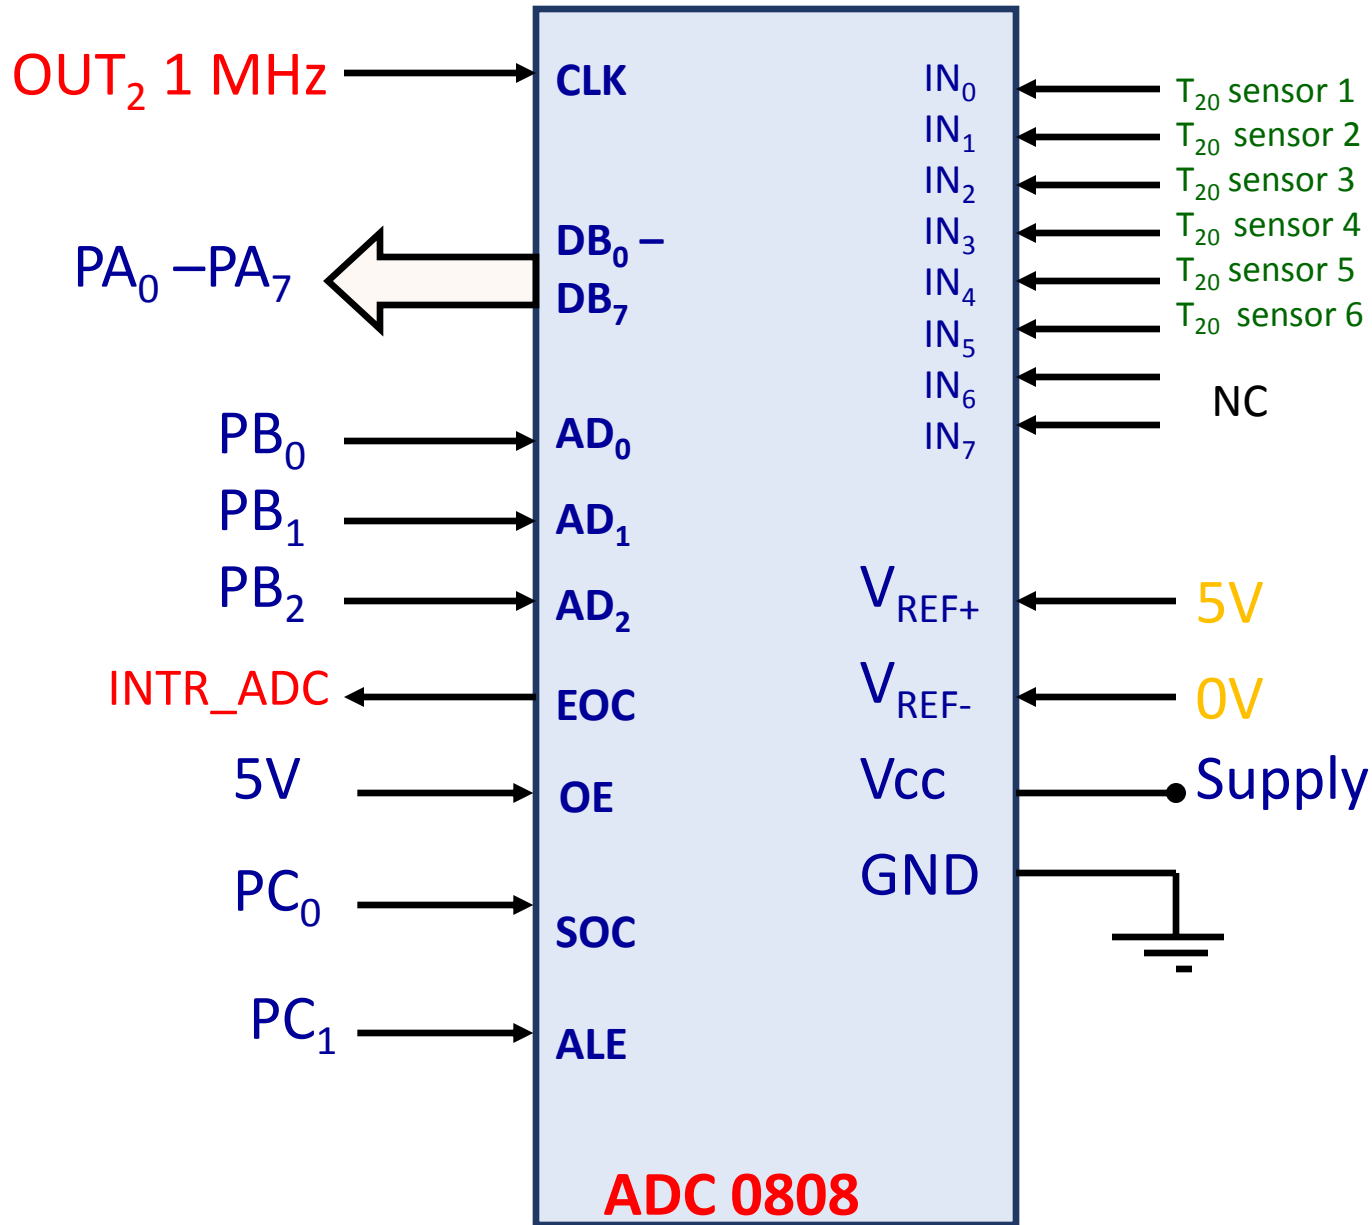 OUT₂ 1 MHz
CLK
PA₀ –PA₇
DB₀ –
DB₇
PB₀
AD₀
PB₁
AD₁
PB₂
AD₂
INTR_ADC
EOC
5V
OE
PC₀
SOC
PC₁
ALE
IN₀
T₂₀ sensor 1
IN₁
T₂₀ sensor 2
IN₂
T₂₀ sensor 3
IN₃
T₂₀ sensor 4
IN₄
T₂₀ sensor 5
IN₅
T₂₀ sensor 6
IN₆
NC
IN₇
V REF+
5V
V REF-
0V
Vcc
Supply
GND
ADC 0808